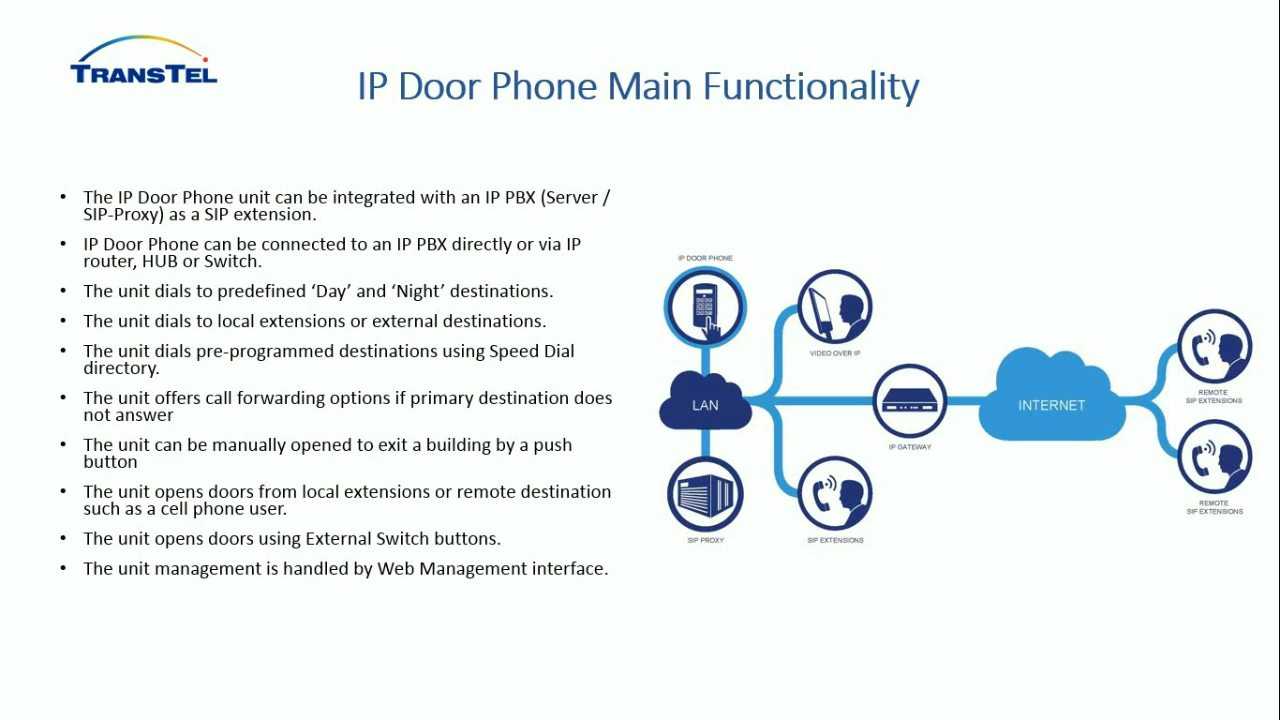 TRANSTEL
IP Door Phone Main Functionality
• The IP Door Phone unit can be integrated with an IP PBX (Server /
SIP-Proxy) as a SIP extension.
• IP Door Phone can be connected to an IP PBX directly or via IP
router, HUB or Switch.
• The unit dials to predefined ‘Day’ and ‘Night’ destinations.
• The unit dials to local extensions or external destinations.
• The unit dials pre-programmed destinations using Speed Dial
directory.
• The unit offers call forwarding options if primary destination does
not answer
• The unit can be manually opened to exit a building by a push
button
• The unit opens doors from local extensions or remote destination
such as a cell phone user.
• The unit opens doors using External Switch buttons.
• The unit management is handled by Web Management interface.
IP DOOR PHONE
VIDEO OVER IP
LAN
IP GATEWAY
INTERNET
REMOTE
SIP EXTENSIONS
SIP PROXY
SIP EXTENSIONS
REMOTE
SIP EXTENSIONS